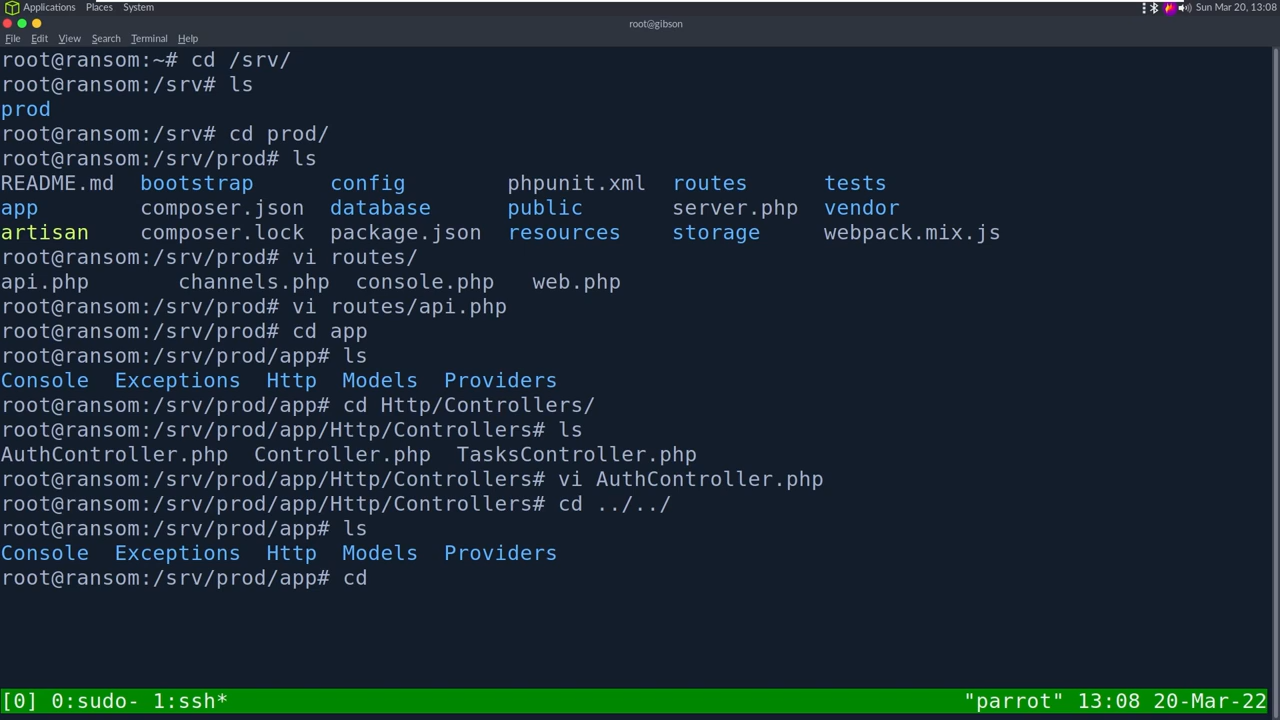 Applications Places System Sun Mar 20, 13:08
root@gibson
File Edit View Search Terminal Help
root@ransom:~# cd /srv/
root@ransom:/srv# ls
prod
root@ransom:/srv# cd prod/
root@ransom:/srv/prod# ls
README.md bootstrap config phpunit.xml routes tests
app composer.json database public server.php vendor
artisan composer.lock package.json resources storage webpack.mix.js
root@ransom:/srv/prod# vi routes/
api.php channels.php console.php web.php
root@ransom:/srv/prod# vi routes/api.php
root@ransom:/srv/prod# cd app
root@ransom:/srv/prod/app# ls
Console Exceptions Http Models Providers
root@ransom:/srv/prod/app# cd Http/Controllers/
root@ransom:/srv/prod/app/Http/Controllers# ls
AuthController.php Controller.php TasksController.php
root@ransom:/srv/prod/app/Http/Controllers# vi AuthController.php
root@ransom:/srv/prod/app/Http/Controllers# cd ../../
root@ransom:/srv/prod/app# ls
Console Exceptions Http Models Providers
root@ransom:/srv/prod/app# cd
[0] 0:sudo- 1:ssh* "parrot" 13:08 20-Mar-22